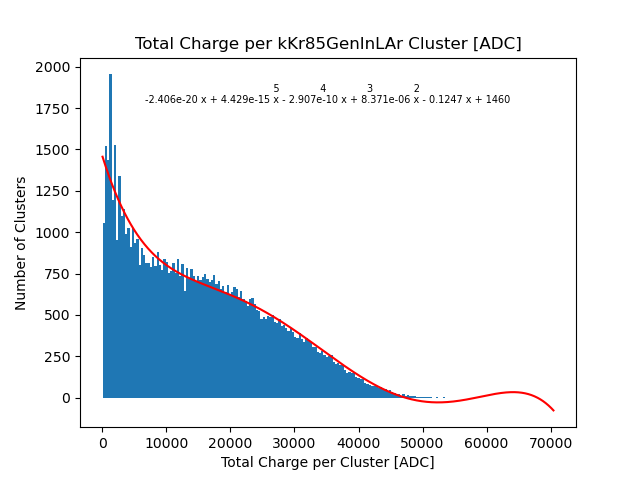 Total Charge per kKr85GenInLAr Cluster [ADC]
2000
1750
1500
1250
1000
750
500
250
0
Number of Clusters
5 4 3 2
-2.406e-20 x + 4.429e-15 x - 2.907e-10 x + 8.371e-06 x - 0.1247 x + 1460
0 10000 20000 30000 40000 50000 60000 70000
Total Charge per Cluster [ADC]